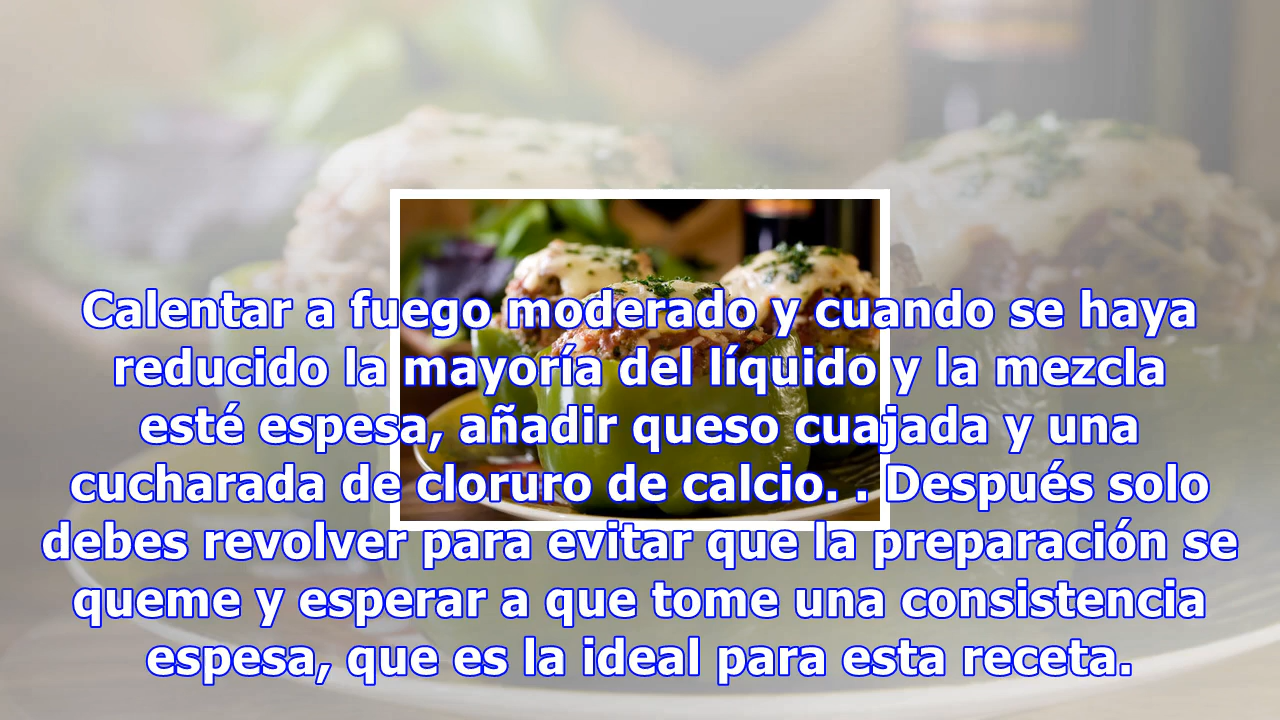 Calentar a fuego moderado y cuando se haya
reducido la mayoría del líquido y la mezcla
esté espesa, añadir queso cuajada y una
cucharada de cloruro de calcio. . Después solo
debes revolver para evitar que la preparación se
queme y esperar a que tome una consistencia
espesa, que es la ideal para esta receta.